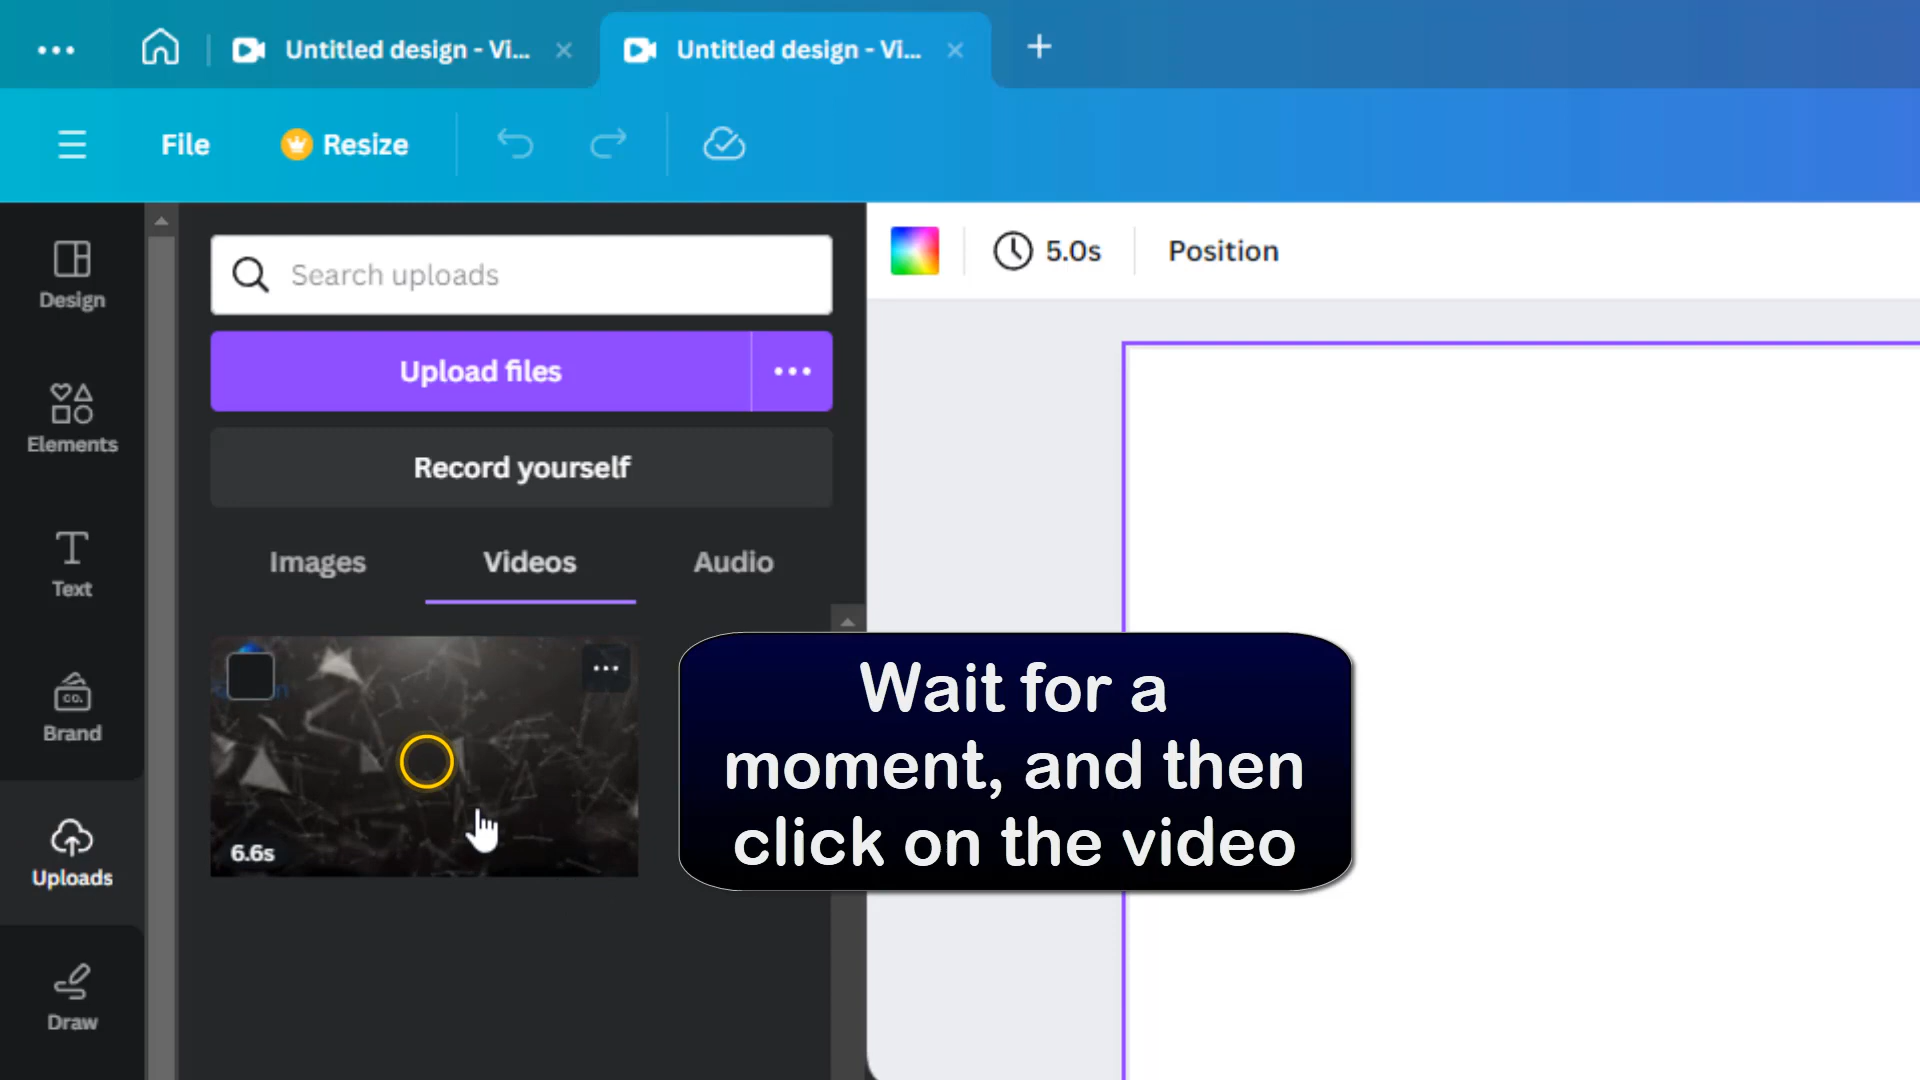 Untitled design - Vi...
Untitled design - Vi...
File
Resize
Design
Elements
Text
Brand
CO.
Uploads
Draw
Search uploads
Upload files
Record yourself
Images
Videos
Audio
6.6s
5.0s
Position
Wait for a
moment, and then
click on the video